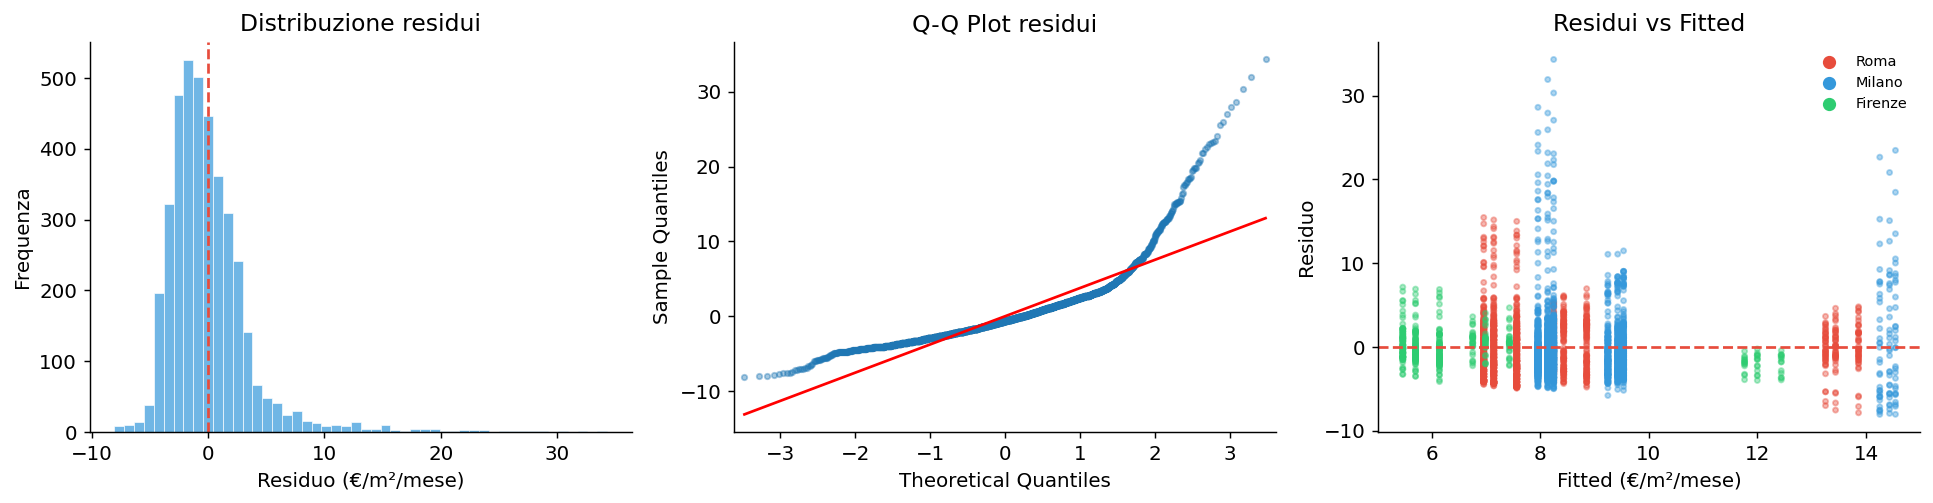 Distribuzione residui
500
400
300
200
100
0
Frequenza
−10
0
10
20
30
Residuo (€/m²/mese)
Q-Q Plot residui
30
20
10
0
−10
Sample Quantiles
−3
−2
−1
0
1
2
3
Theoretical Quantiles
Residui vs Fitted
Roma
Milano
Firenze
30
20
10
0
−10
Residuo
6
8
10
12
14
Fitted (€/m²/mese)